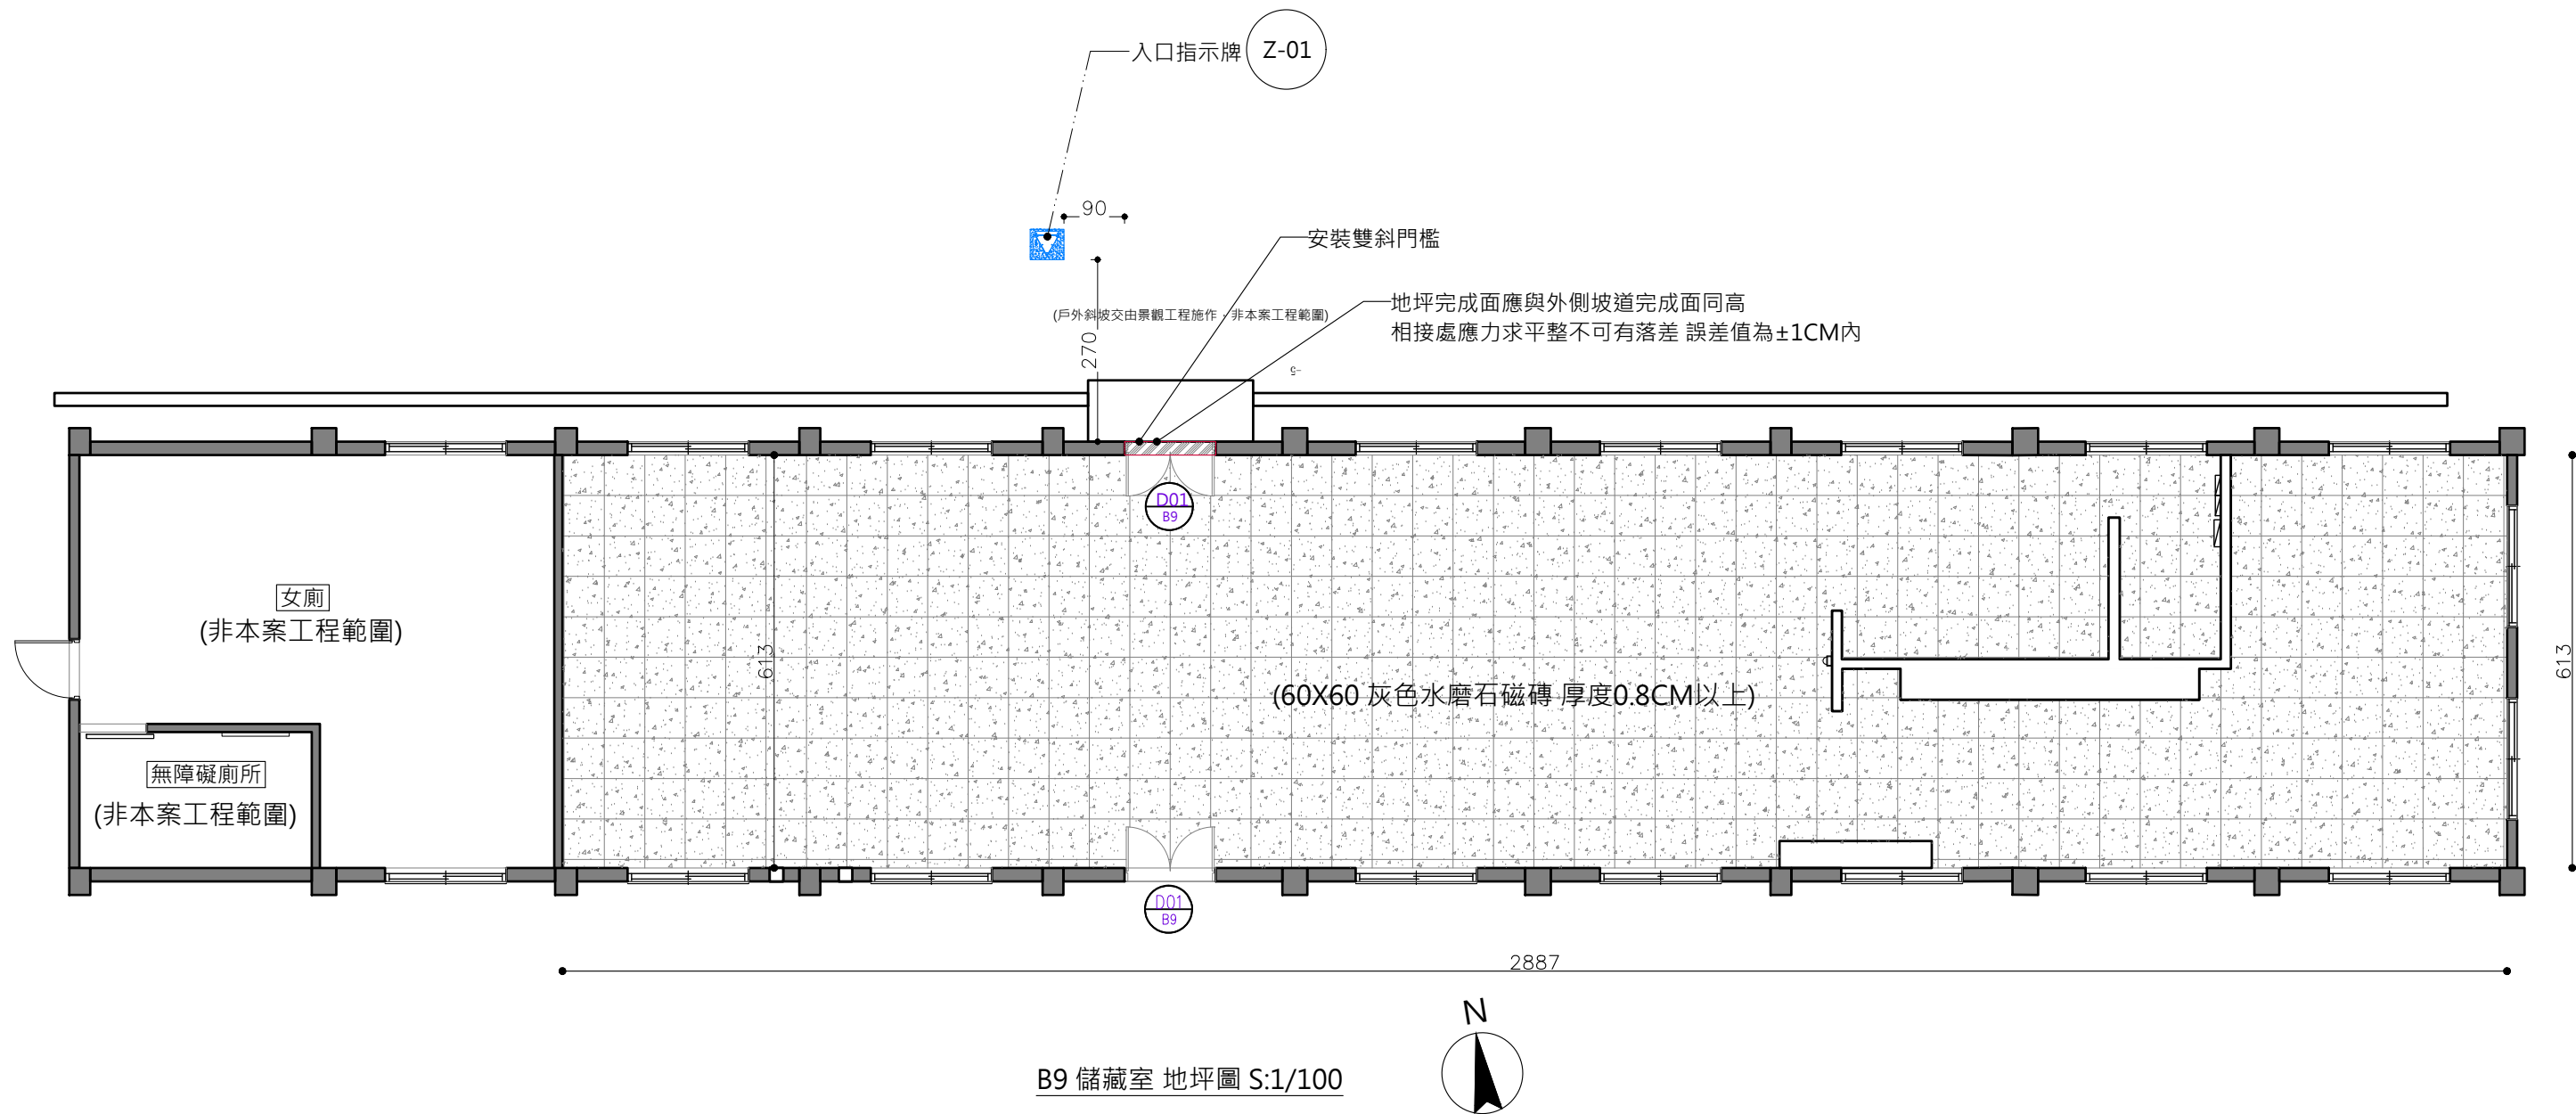 入口指示牌 Z-01
90
安裝雙斜門檻
(戶外斜坡交由景觀工程施作，非本案工程範圍)
地坪完成面應與外側坡道完成面同高
相接處應力求平整不可有落差 誤差值為±1CM內
270
D01
B9
女廁
(非本案工程範圍)
613
613
(60X60 灰色水磨石磁磚 厚度0.8CM以上)
無障礙廁所
(非本案工程範圍)
D01
B9
2887
N
B9 儲藏室 地坪圖 S:1/100